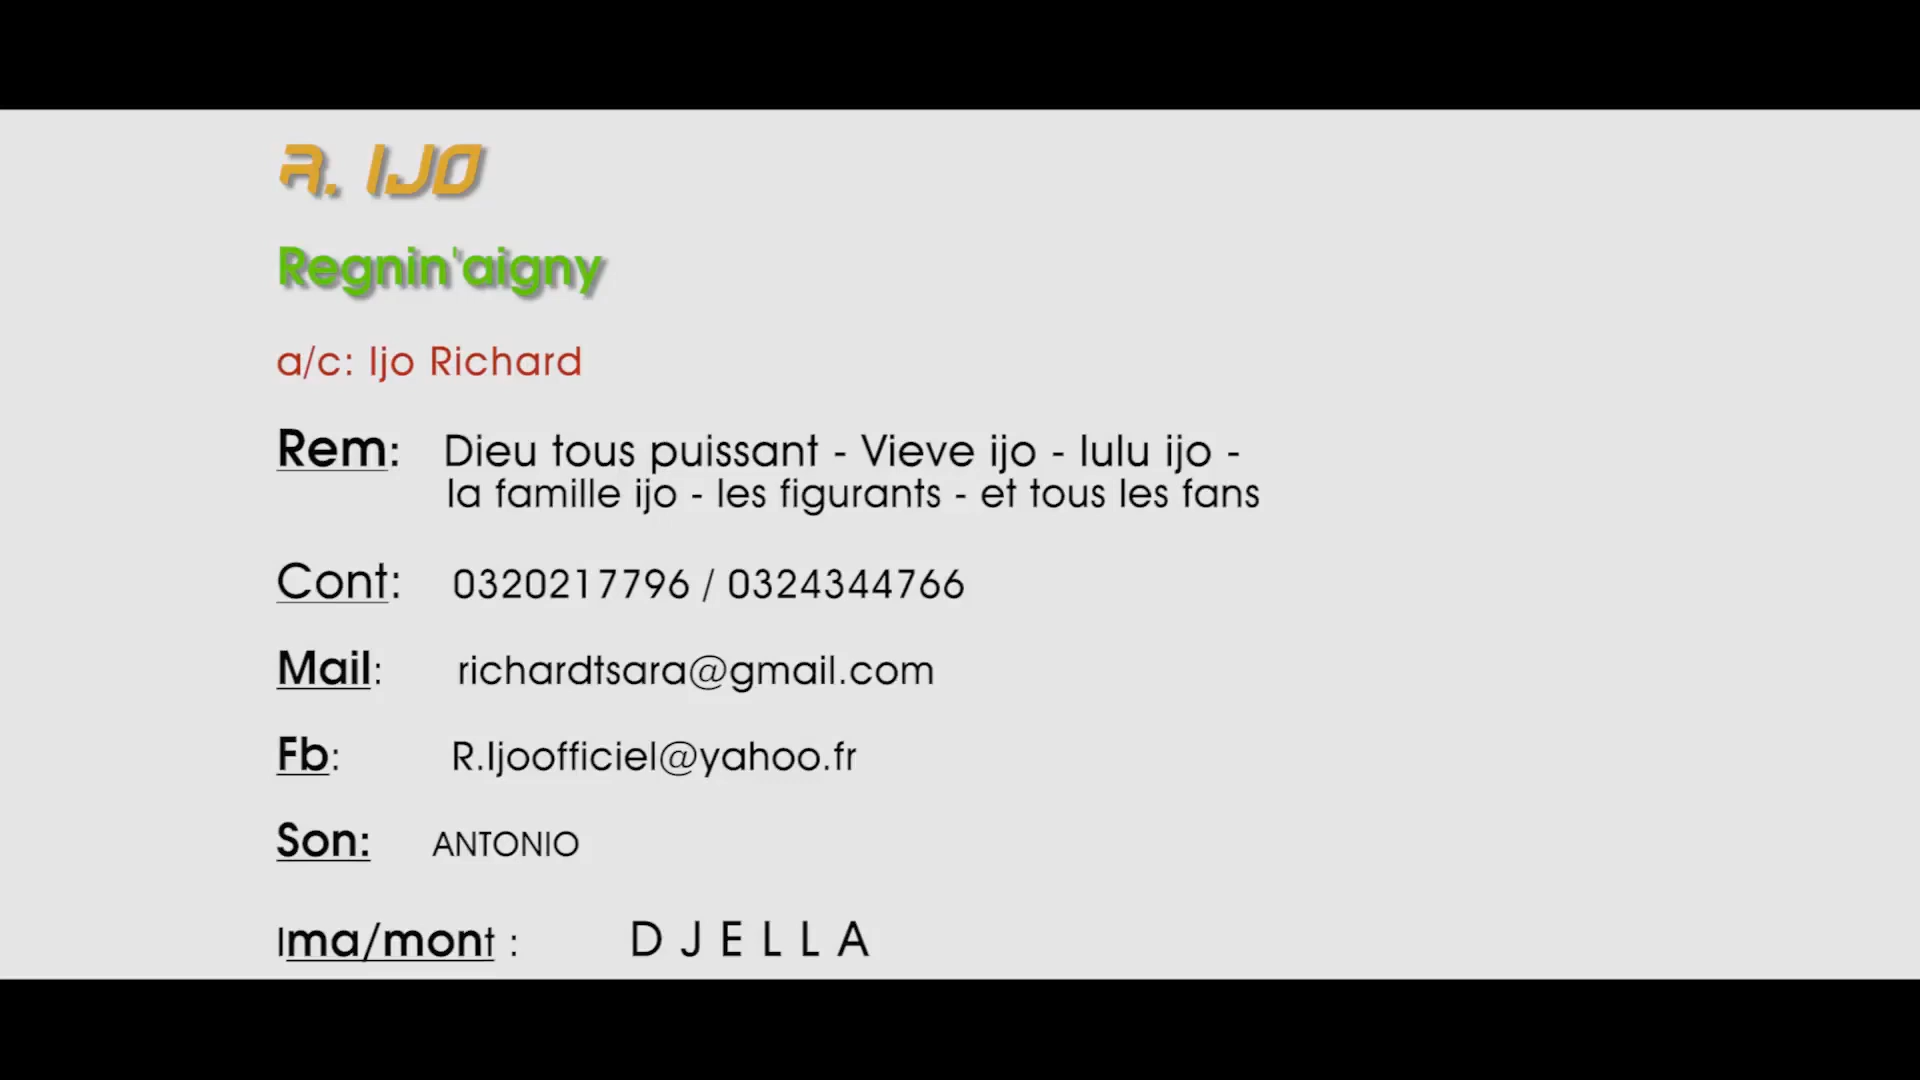 R. IJO
Regnin'aigny
a/c: Ijo Richard
Rem: Dieu tous puissant - Vieve ijo - lulu ijo -
la famille ijo - les figurants - et tous les fans
Cont: 0320217796 / 0324344766
Mail: richardtsara@gmail.com
Fb: R.Ijoofficiel@yahoo.fr
Son: ANTONIO
Ima/mont : D J E L L A